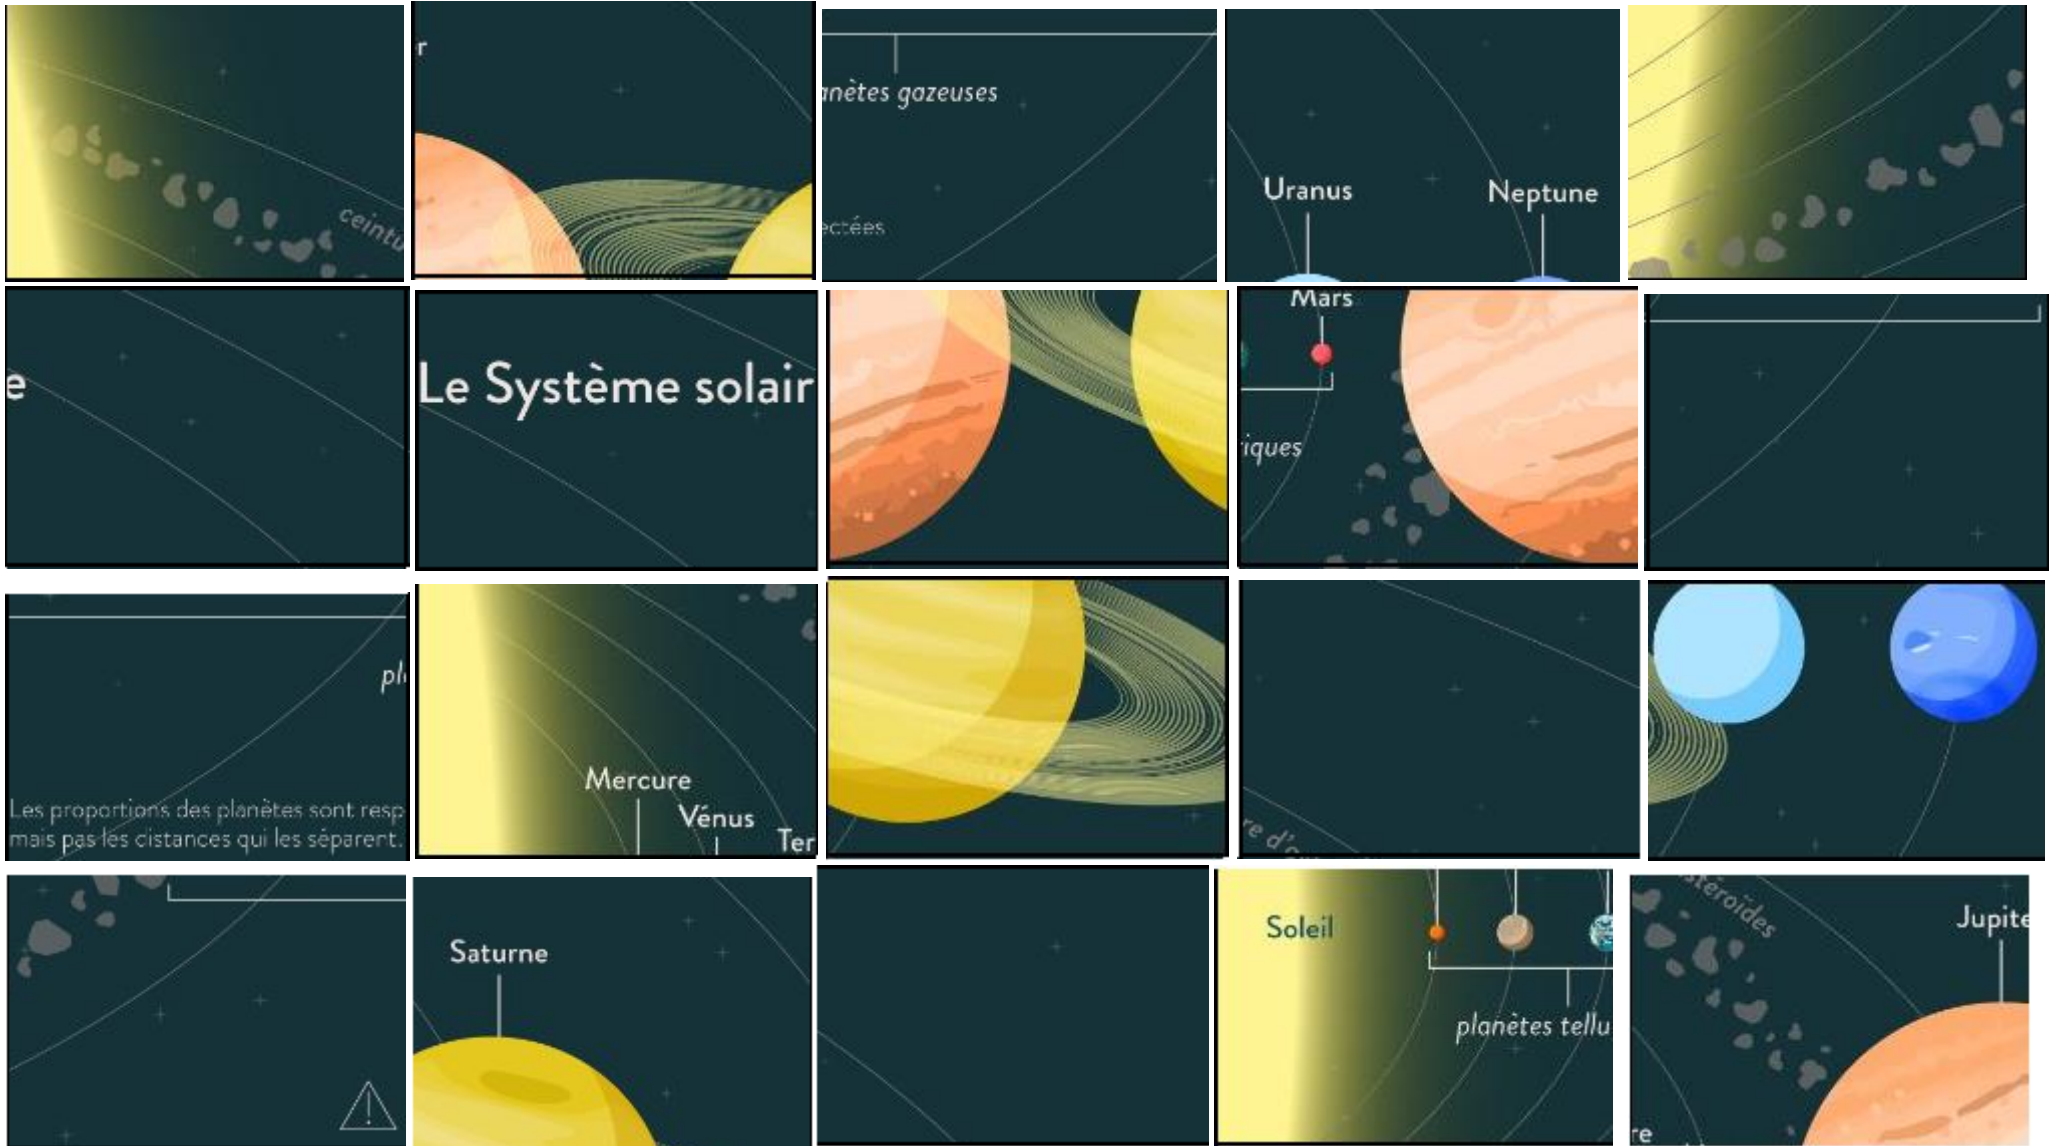 r
anètes gazeuses
ectées
Uranus
Neptune
ceintu
e
Le Système solair
Mars
iques
pl
Les proportions des planètes sont resp
mais pas les cistances qui les séparent.
Mercure
Vénus
Ter
re d'
Saturne
Soleil
planètes tellu
stéroïdes
Jupite
re